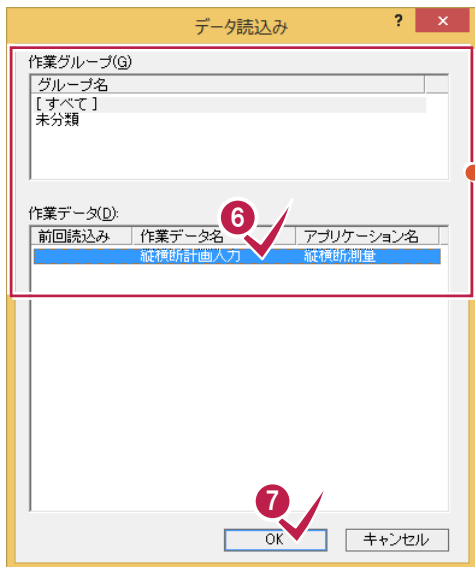 データ読込み ? ×
作業グループ(G)
グループ名
[すべて]
未分類
作業データ(D):
6
前回読込み 作業データ名 アプリケーション名
縦横断計画入力 縦横断測量
7
OK キャンセル